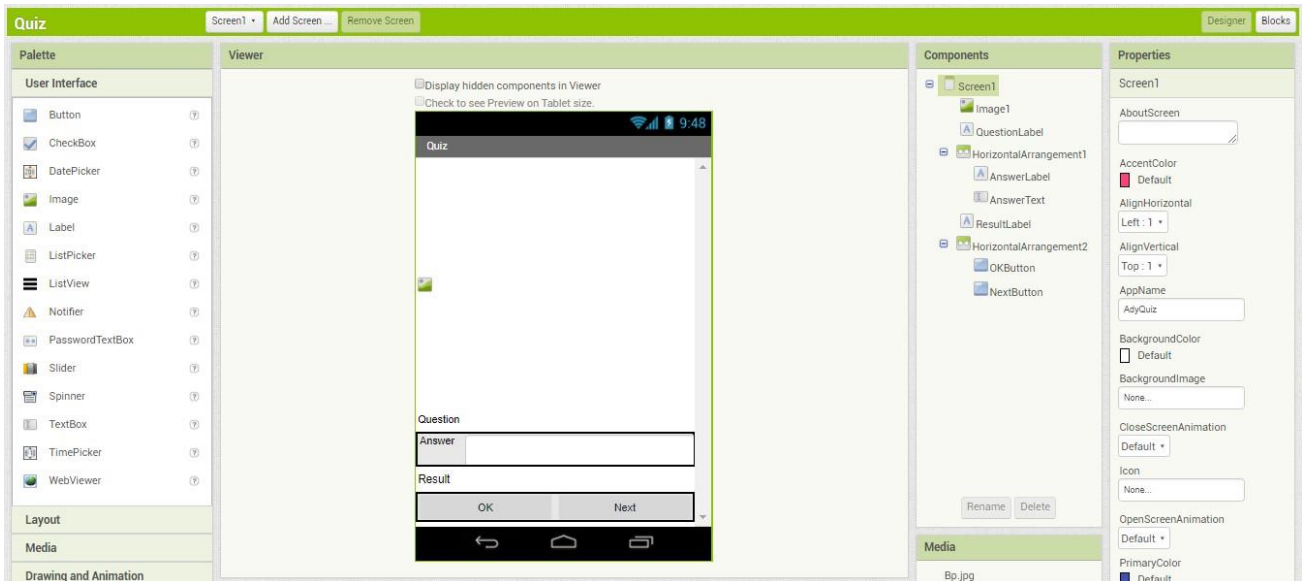 Quiz
Screen1
Add Screen ...
Remove Screen
Designer
Blocks
Palette
User Interface
Button
CheckBox
DatePicker
Image
Label
ListPicker
ListView
Notifier
PasswordTextBox
Slider
Spinner
TextBox
TimePicker
WebViewer
Layout
Media
Drawing and Animation
Viewer
Display hidden components in Viewer
Check to see Preview on Tablet size.
9:48
Quiz
Question
Answer
Result
OK
Next
Components
Screen1
Image1
QuestionLabel
HorizontalArrangement1
AnswerLabel
AnswerText
ResultLabel
HorizontalArrangement2
OKButton
NextButton
Rename
Delete
Media
Bp.jpg
Properties
Screen1
AboutScreen
AccentColor
Default
AlignHorizontal
Left : 1
AlignVertical
Top : 1
AppName
AdyQuiz
BackgroundColor
Default
BackgroundImage
None...
CloseScreenAnimation
Default
Icon
None...
OpenScreenAnimation
Default
PrimaryColor
Default